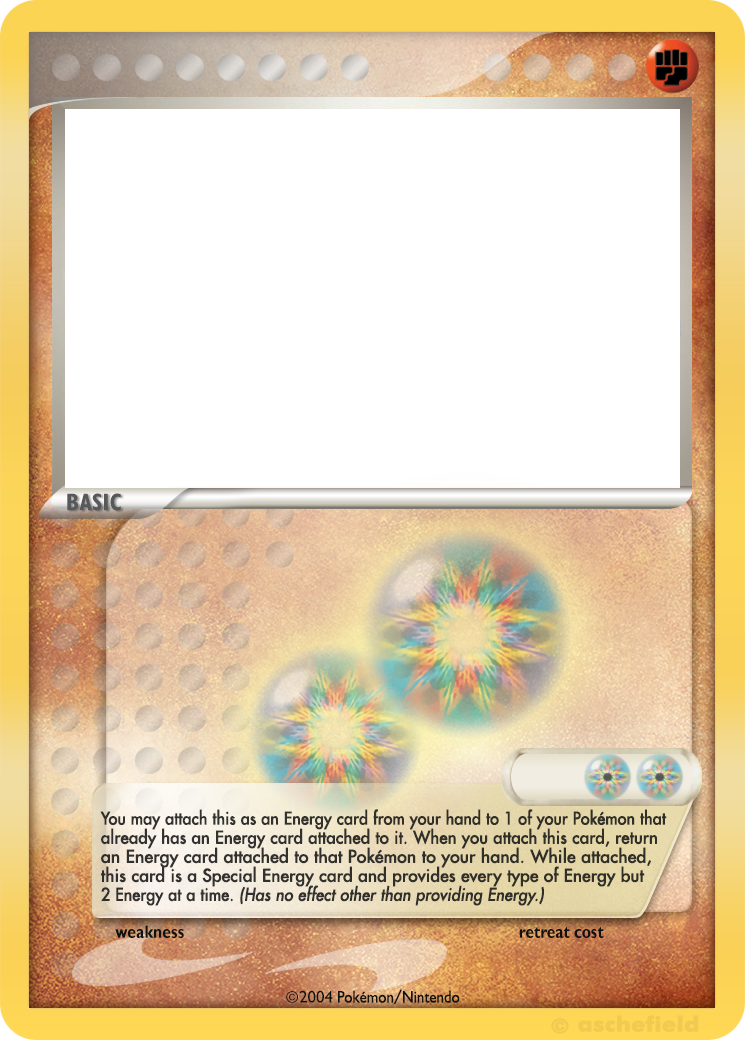 BASIC
You may attach this as an Energy card from your hand to 1 of your Pokémon that
already has an Energy card attached to it. When you attach this card, return
an Energy card attached to that Pokémon to your hand. While attached,
this card is a Special Energy card and provides every type of Energy but
2 Energy at a time. (Has no effect other than providing Energy.)
weakness retreat cost
©2004 Pokémon/Nintendo
© aschefield